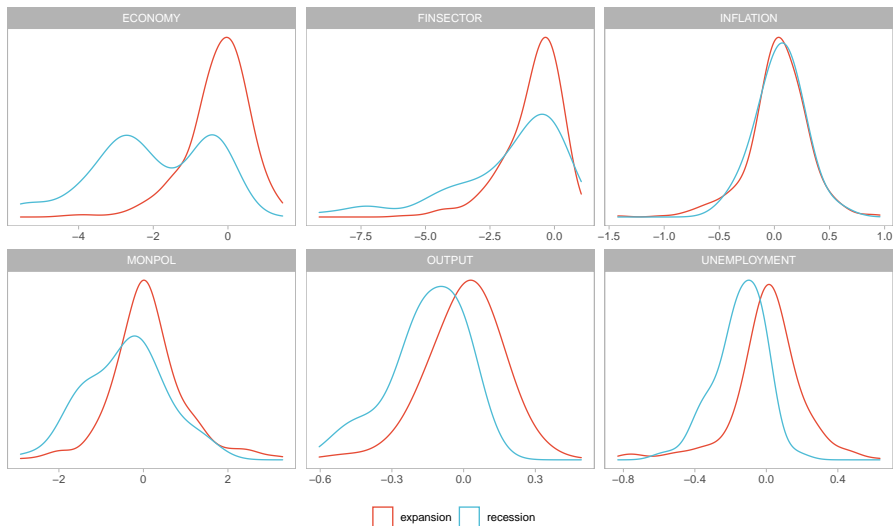 ECONOMY FINSECTOR INFLATION
−4 −2 0 −7.5 −5.0 −2.5 0.0 −1.5 −1.0 −0.5 0.0 0.5 1.0
MONPOL OUTPUT UNEMPLOYMENT
−2 0 2 −0.6 −0.3 0.0 0.3 −0.8 −0.4 0.0 0.4
expansion recession